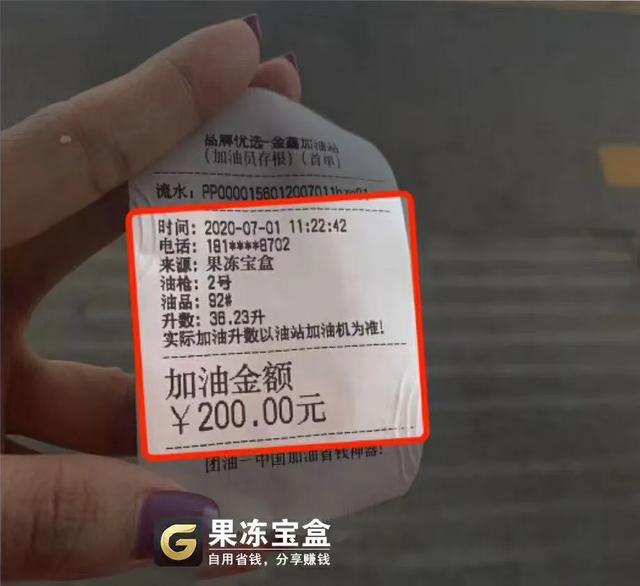 品牌优选-金鑫加油站
(加油员存根)(首单)
流水: PP0000156012007011
时间: 2020-07-01 11:22:42
电话: 181****8702
来源: 果冻宝盒
油枪: 2号
油品: 92#
升数: 36.23升
实际加油升数以油站加油机为准!
加油金额
￥200.00元
团油一中国加油省钱神器!
G 果冻宝盒
自用省钱,分享赚钱